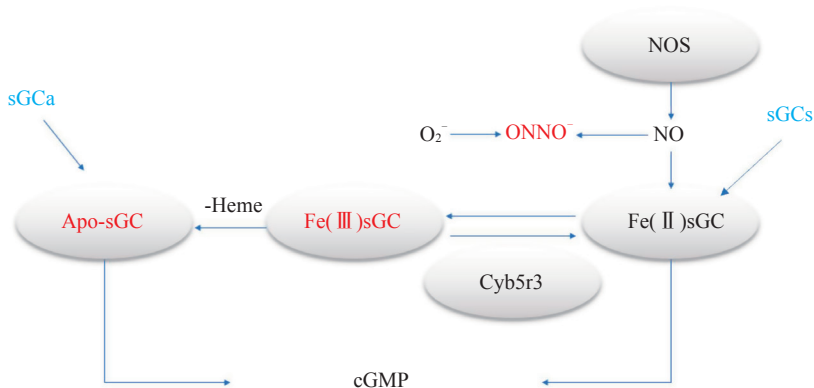 NOS
sGCa
sGCs
O₂⁻
ONNO⁻
NO
-Heme
Apo-sGC
Fe(Ⅲ)sGC
Fe(Ⅱ)sGC
Cyb5r3
cGMP